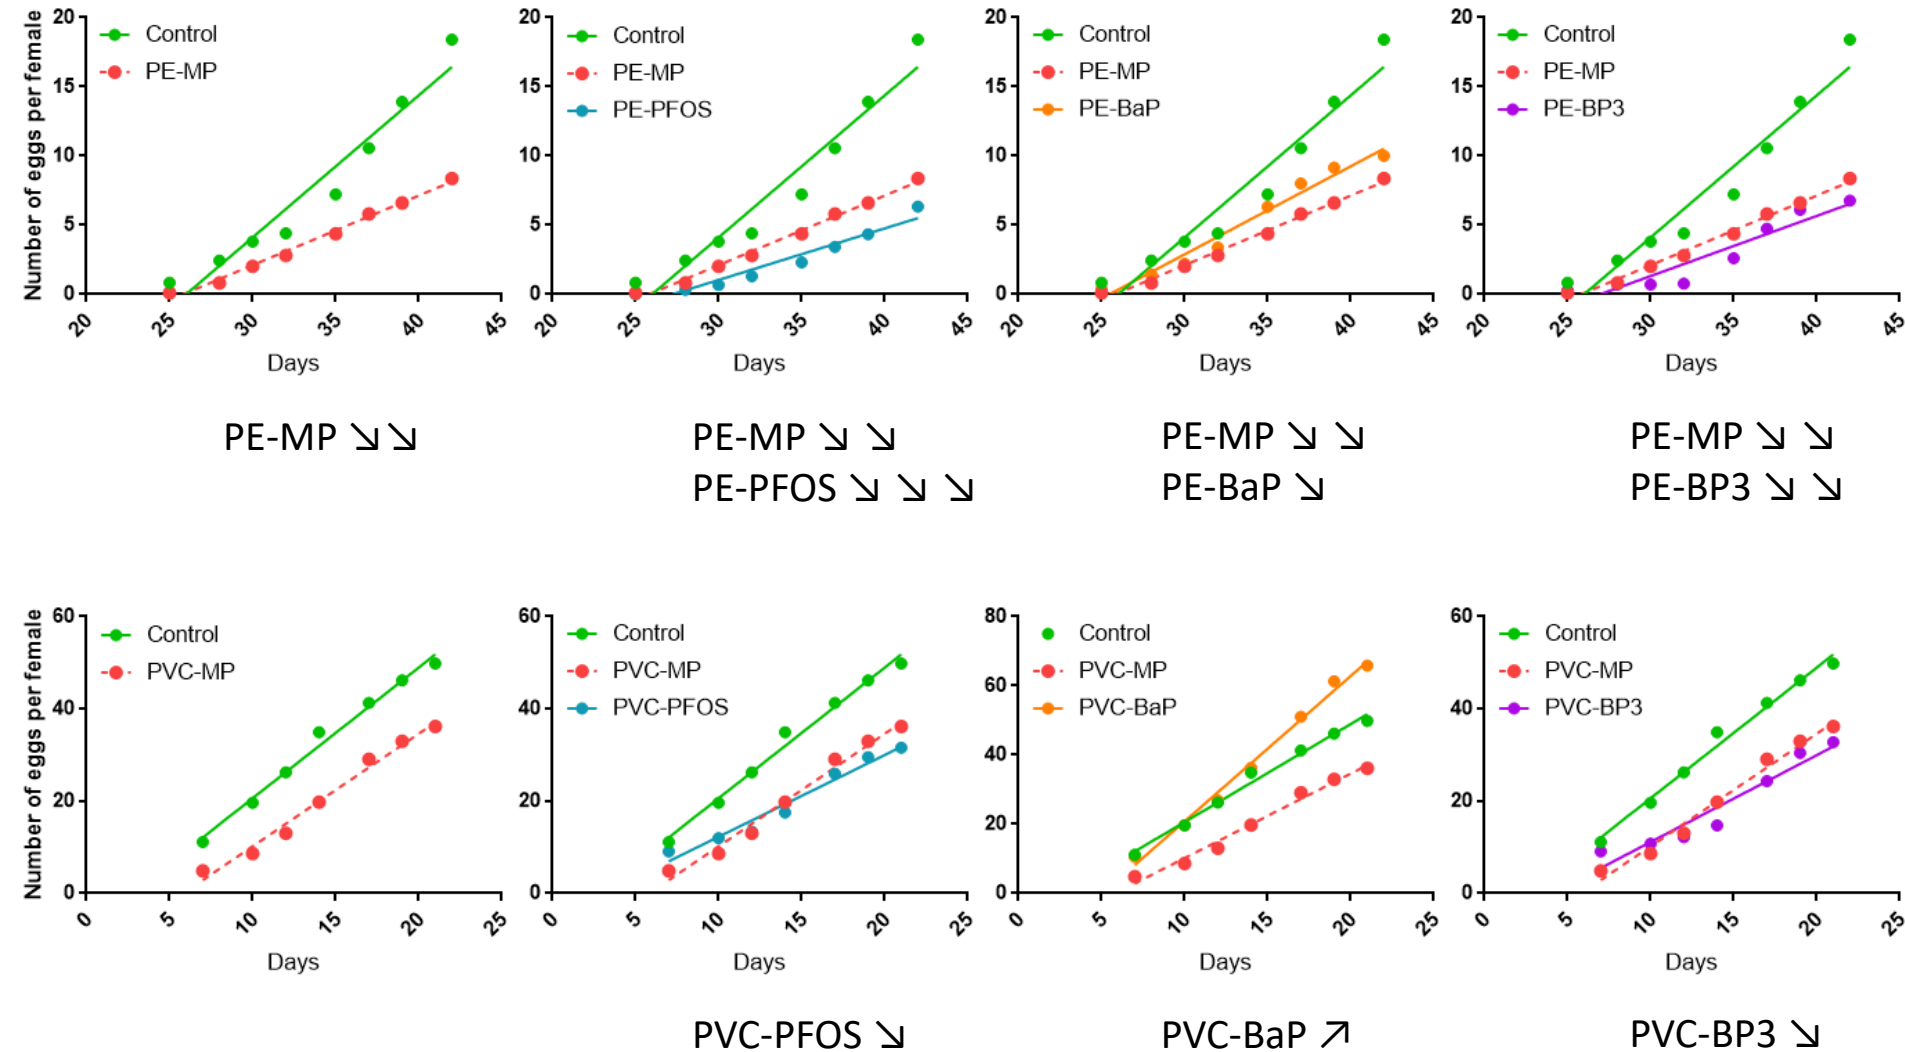 Number of eggs per female
20
15
10
5
0
20 25 30 35 40 45
Days
Control
PE-MP
20
15
10
5
0
20 25 30 35 40 45
Days
Control
PE-MP
PE-PFOS
20
15
10
5
0
20 25 30 35 40 45
Days
Control
PE-MP
PE-BaP
20
15
10
5
0
20 25 30 35 40 45
Days
Control
PE-MP
PE-BP3
PE-MP ↘↘
PE-MP ↘ ↘
PE-PFOS ↘ ↘ ↘
PE-MP ↘ ↘
PE-BaP ↘
PE-MP ↘ ↘
PE-BP3 ↘ ↘
Number of eggs per female
60
40
20
0
0 5 10 15 20 25
Days
Control
PVC-MP
60
40
20
0
0 5 10 15 20 25
Days
Control
PVC-MP
PVC-PFOS
80
60
40
20
0
0 5 10 15 20 25
Days
Control
PVC-MP
PVC-BaP
60
40
20
0
0 5 10 15 20 25
Days
Control
PVC-MP
PVC-BP3
PVC-PFOS ↘
PVC-BaP ↗
PVC-BP3 ↘